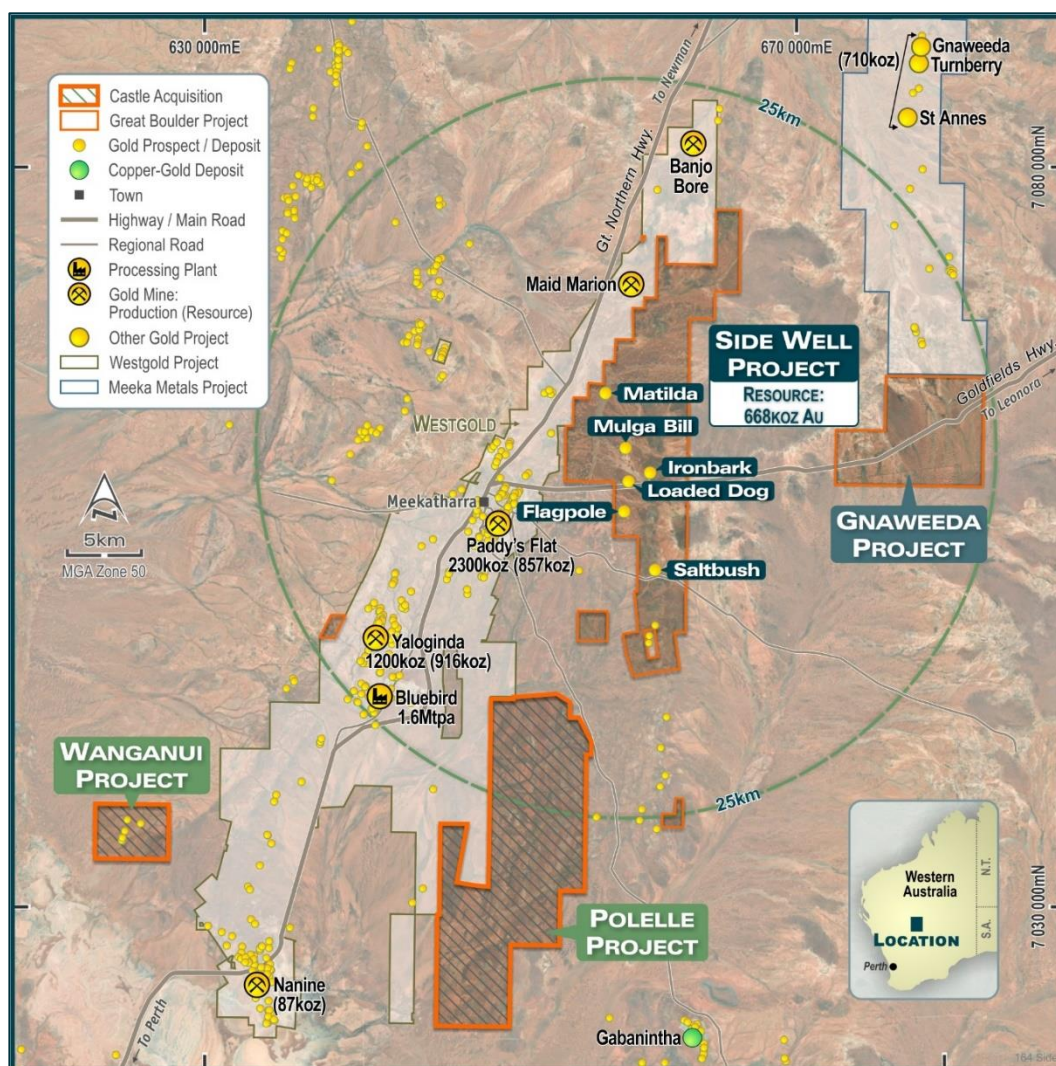 630 000mE
670 000mE
To Newman
Gt. Northern Hwy.
25km
(710koz)
Gnaweeda
Turnberry
St Annes
7 080 000mN
Castle Acquisition
Great Boulder Project
Gold Prospect / Deposit
Copper-Gold Deposit
Town
Highway / Main Road
Regional Road
Processing Plant
Gold Mine:
Production (Resource)
Other Gold Project
Westgold Project
Meeka Metals Project
Banjo
Bore
Maid Marion
SIDE WELL
PROJECT
RESOURCE:
668KOZ AU
Goldfields Hwy.
To Leonora
Matilda
WESTGOLD
Mulga Bill
Ironbark
Loaded Dog
Meekatharra
Flagpole
GNAWEEDA
PROJECT
N
5km
MGA Zone 50
Paddy's Flat
2300koz (857koz)
Saltbush
Yaloginda
1200koz (916koz)
Bluebird
1.6Mtpa
WANGANUI
PROJECT
25km
POLELLE
PROJECT
Western
Australia
N.T.
S.A.
LOCATION
Perth
7 030 000mN
Nanine
(87koz)
To Perth
Gabanintha